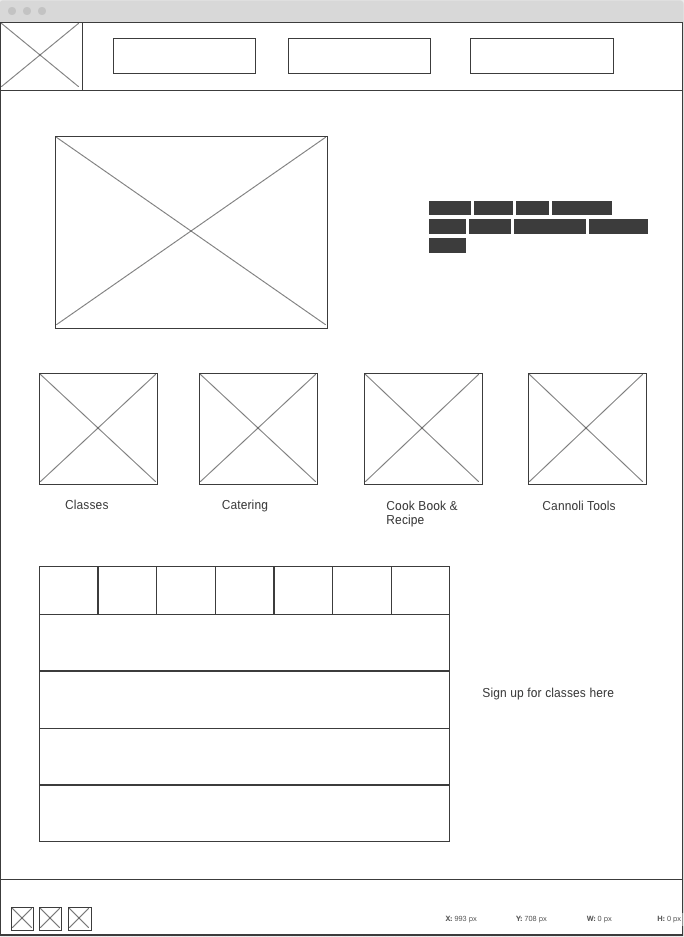 Classes
Catering
Cook Book &
Recipe
Cannoli Tools
Sign up for classes here
X: 993 px Y: 708 px W: 0 px H: 0 px